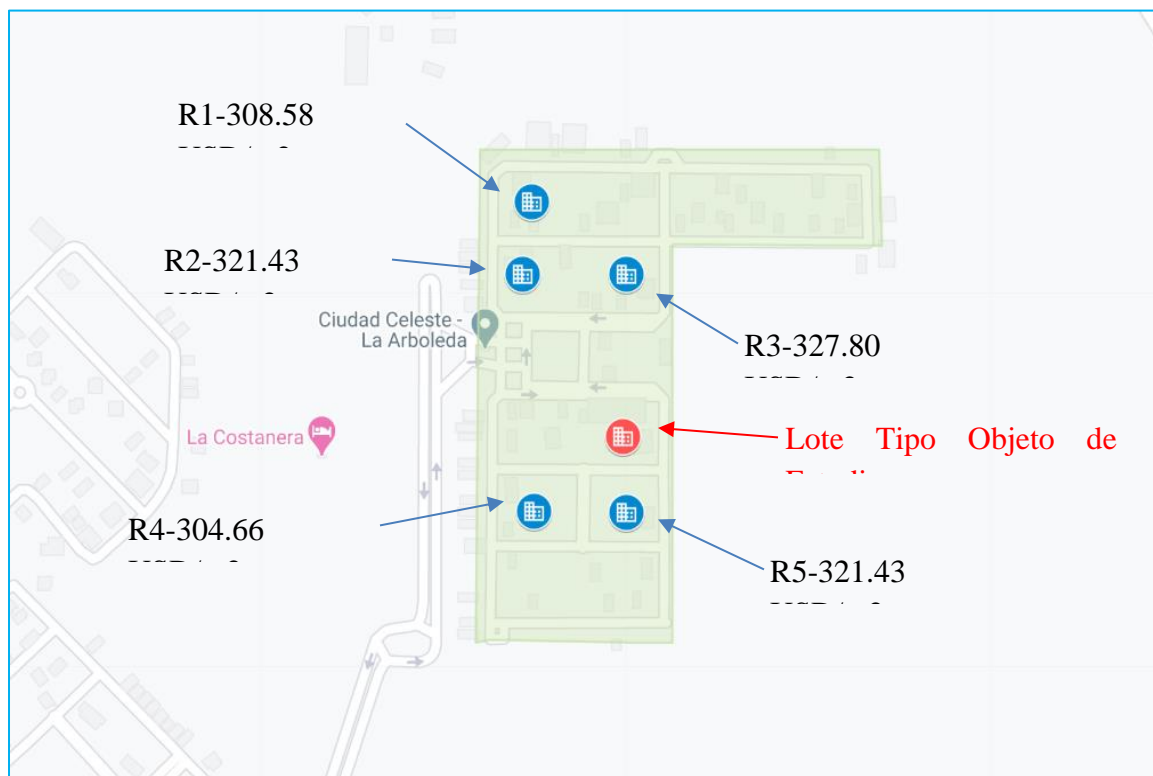 R1-308.58
R2-321.43
Ciudad Celeste -
La Arboleda
R3-327.80
La Costanera
Lote Tipo Objeto de
R4-304.66
R5-321.43